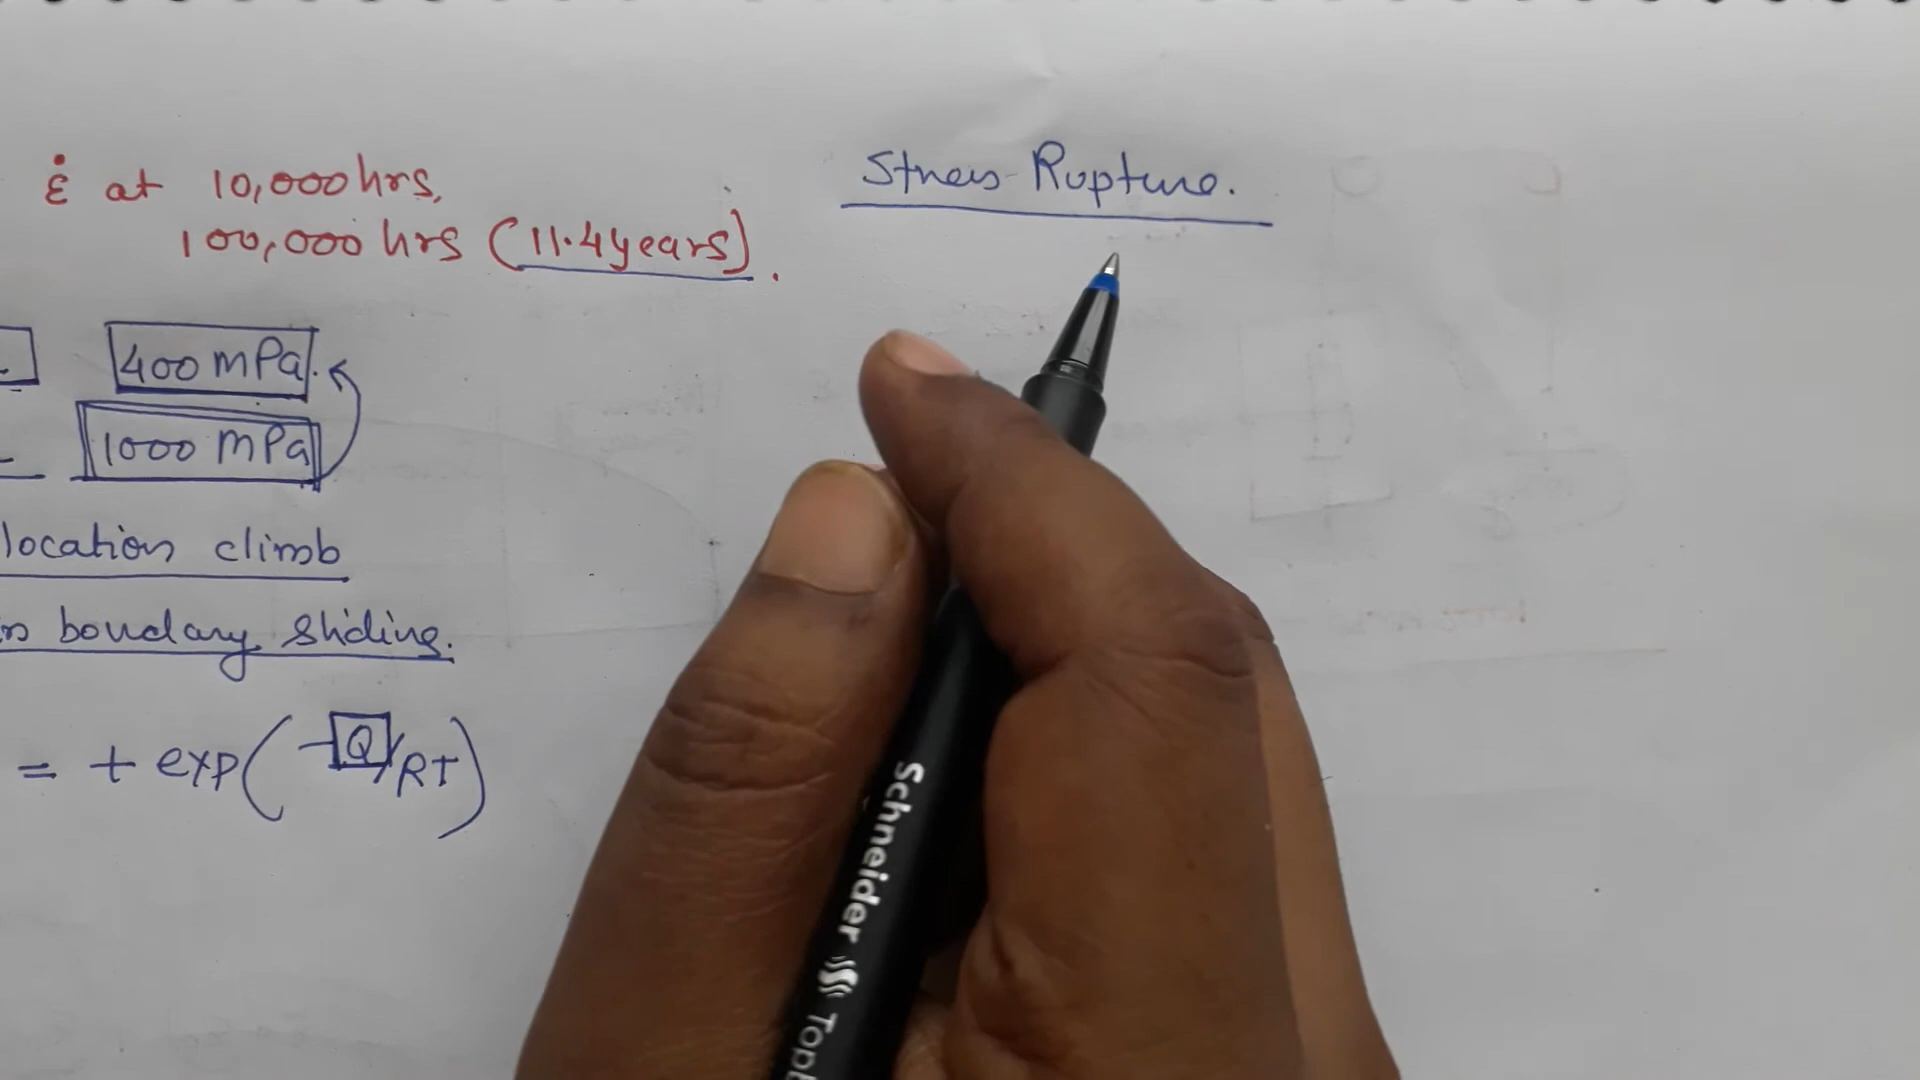 ε̇ at 10,000 hrs,
100,000 hrs (11.4 years).
400 mPa.
1000 mPa
location climb
boundary sliding.
= + exp(-Q/RT)
Stress-Rupture.
Schneider Topb